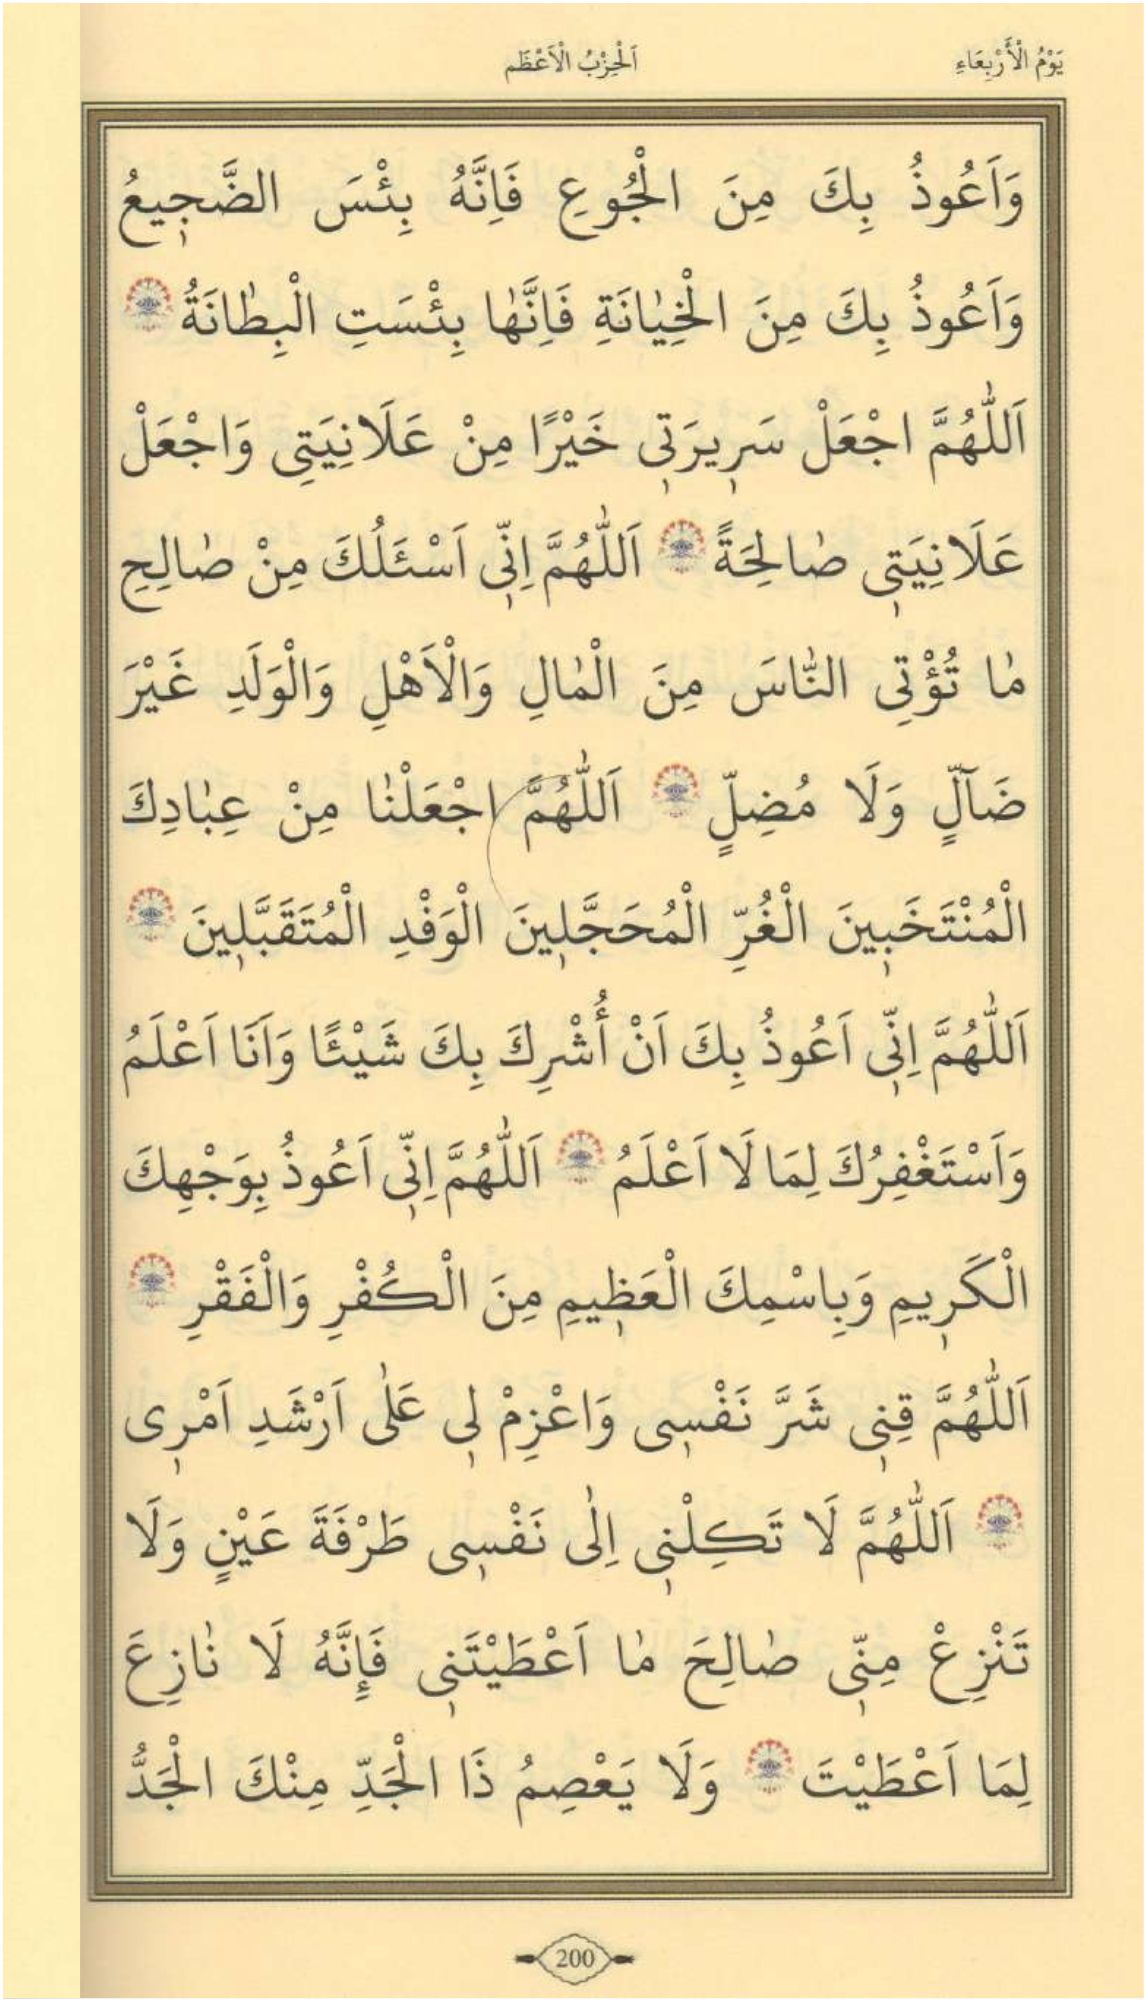 يَوْمُ الْأَرْبِعَاءِ
اَلْحِزْبُ الْاَعْظَم
وَاَعُوذُ بِكَ مِنَ الْجُوعِ فَاِنَّهُ بِئْسَ الضَّجٖيعُ
وَاَعُوذُ بِكَ مِنَ الْخِيٰانَةِ فَاِنَّهٰا بِئْسَتِ الْبِطٰانَةُ
اَللّٰهُمَّ اجْعَلْ سَرٖيرَتٖى خَيْرًا مِنْ عَلَانِيَتِى وَاجْعَلْ
عَلَانِيَتٖى صٰالِحَةً اَللّٰهُمَّ اِنّٖى اَسْئَلُكَ مِنْ صٰالِحِ
مٰا تُؤْتِى النّٰاسَ مِنَ الْمٰالِ وَالْاَهْلِ وَالْوَلَدِ غَيْرَ
ضَآلٍّ وَلَا مُضِلٍّ اَللّٰهُمَّ اجْعَلْنٰا مِنْ عِبٰادِكَ
الْمُنْتَخَبٖينَ الْغُرِّ الْمُحَجَّلٖينَ الْوَفْدِ الْمُتَقَبَّلٖينَ
اَللّٰهُمَّ اِنّٖى اَعُوذُ بِكَ اَنْ أُشْرِكَ بِكَ شَيْئًا وَاَنَا اَعْلَمُ
وَاَسْتَغْفِرُكَ لِمَا لَا اَعْلَمُ اَللّٰهُمَّ اِنّٖى اَعُوذُ بِوَجْهِكَ
الْكَرٖيمِ وَبِاسْمِكَ الْعَظٖيمِ مِنَ الْكُفْرِ وَالْفَقْرِ
اَللّٰهُمَّ قِنٖى شَرَّ نَفْسٖى وَاعْزِمْ لٖى عَلٰى اَرْشَدِ اَمْرٖى
اَللّٰهُمَّ لَا تَكِلْنٖى اِلٰى نَفْسٖى طَرْفَةَ عَيْنٍ وَلَا
تَنْزِعْ مِنّٖى صٰالِحَ مٰا اَعْطَيْتَنٖى فَإِنَّهُ لَا نٰازِعَ
لِمَا اَعْطَيْتَ وَلَا يَعْصِمُ ذَا الْجَدِّ مِنْكَ الْجَدُّ
200